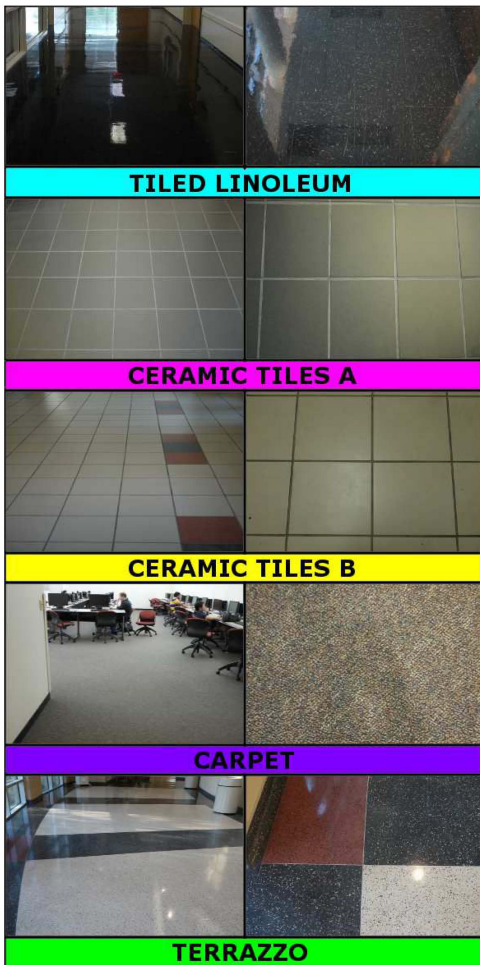 TILED LINOLEUM
CERAMIC TILES A
CERAMIC TILES B
CARPET
TERRAZZO